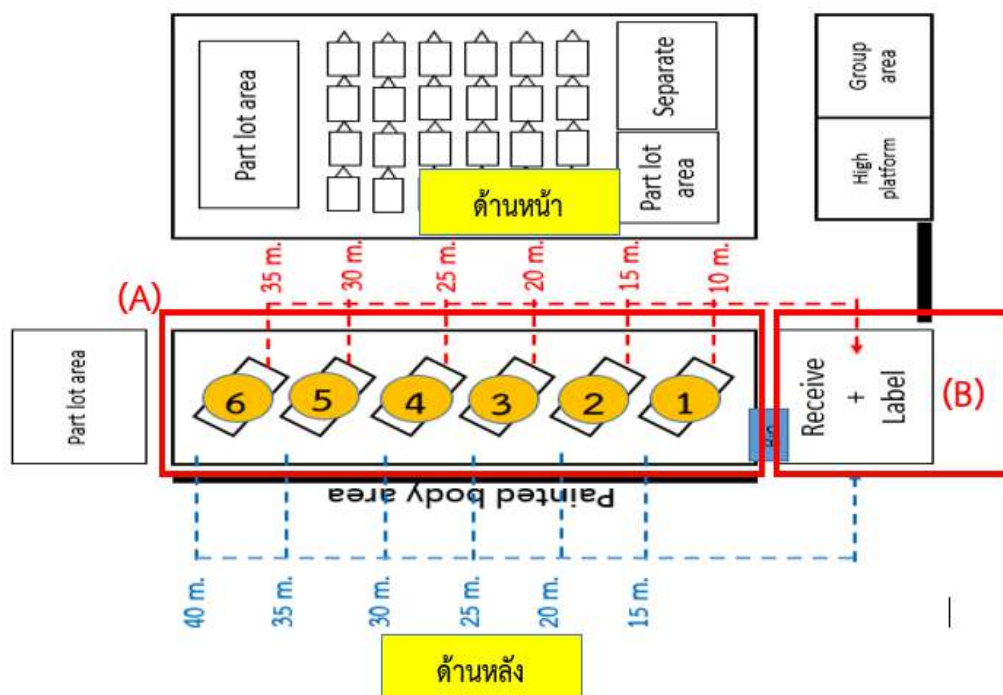 Part lot area
Separate
Part lot
area
Group
area
High
platform
ด้านหน้า
35 m.
30 m.
25 m.
20 m.
15 m.
10 m.
(A)
Part lot area
6
5
4
3
2
1
Receive
+
Label
(B)
Painted body area
40 m.
35 m.
30 m.
25 m.
20 m.
15 m.
ด้านหลัง